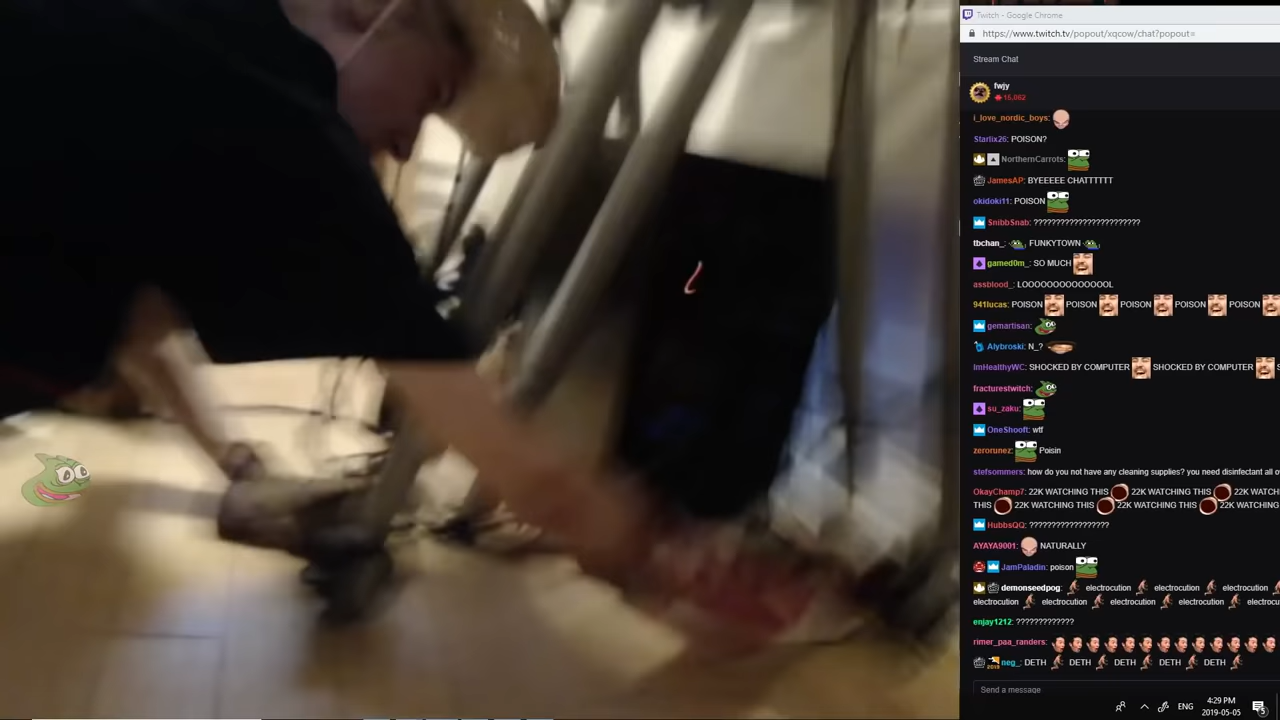 Twitch - Google Chrome
https://www.twitch.tv/popout/xqcow/chat?popout=
Stream Chat
fwjy
15,062
i_love_nordic_boys:
Starlix26: POISON?
NorthernCarrots:
JamesAP: BYEEEEE CHATTTTTT
okidoki11: POISON
SnibbSnab: ????????????????????????
tbchan_: FUNKYTOWN
gamed0m_: SO MUCH
assblood_: LOOOOOOOOOOOOOOL
941lucas: POISON POISON POISON POISON POISON
gemartisan:
Alybroski: N_?
ImHealthyWC: SHOCKED BY COMPUTER SHOCKED BY COMPUTER S
fracturestwitch:
su_zaku:
OneShooft: wtf
zerorunez: Poisin
stefsommers: how do you not have any cleaning supplies? you need disinfectant all o
OkayChamp7: 22K WATCHING THIS 22K WATCHING THIS 22K WATCH
THIS 22K WATCHING THIS 22K WATCHING THIS 22K WATCHING
HubbsQQ: ??????????????????
AYAYA9001: NATURALLY
JamPaladin: poison
demonseedpog: electrocution electrocution electrocution
electrocution electrocution electrocution electrocution electrocution
enjay1212: ?????????????
rimer_paa_randers:
neg_: DETH DETH DETH DETH DETH
Send a message
ENG
4:29 PM
2019-05-05
5